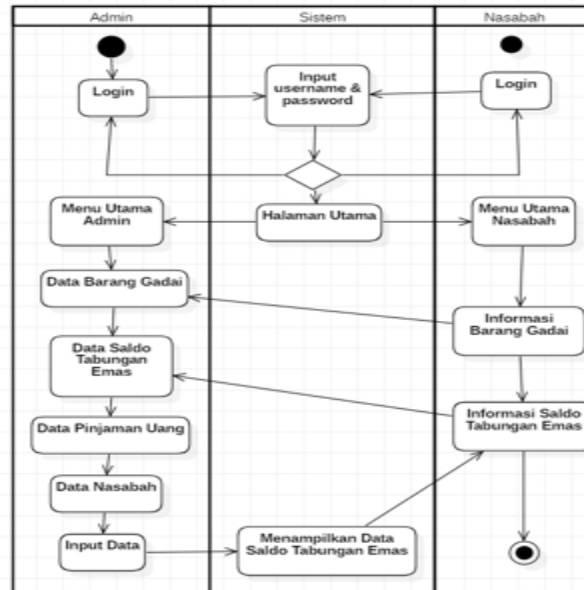 Admin
Sistem
Nasabah
Login
Input
username &
password
Login
Menu Utama
Admin
Halaman Utama
Menu Utama
Nasabah
Data Barang Gadai
Informasi
Barang Gadai
Data Saldo
Tabungan
Emas
Informasi Saldo
Tabungan Emas
Data Pinjaman Uang
Data Nasabah
Input Data
Menampilkan Data
Saldo Tabungan Emas